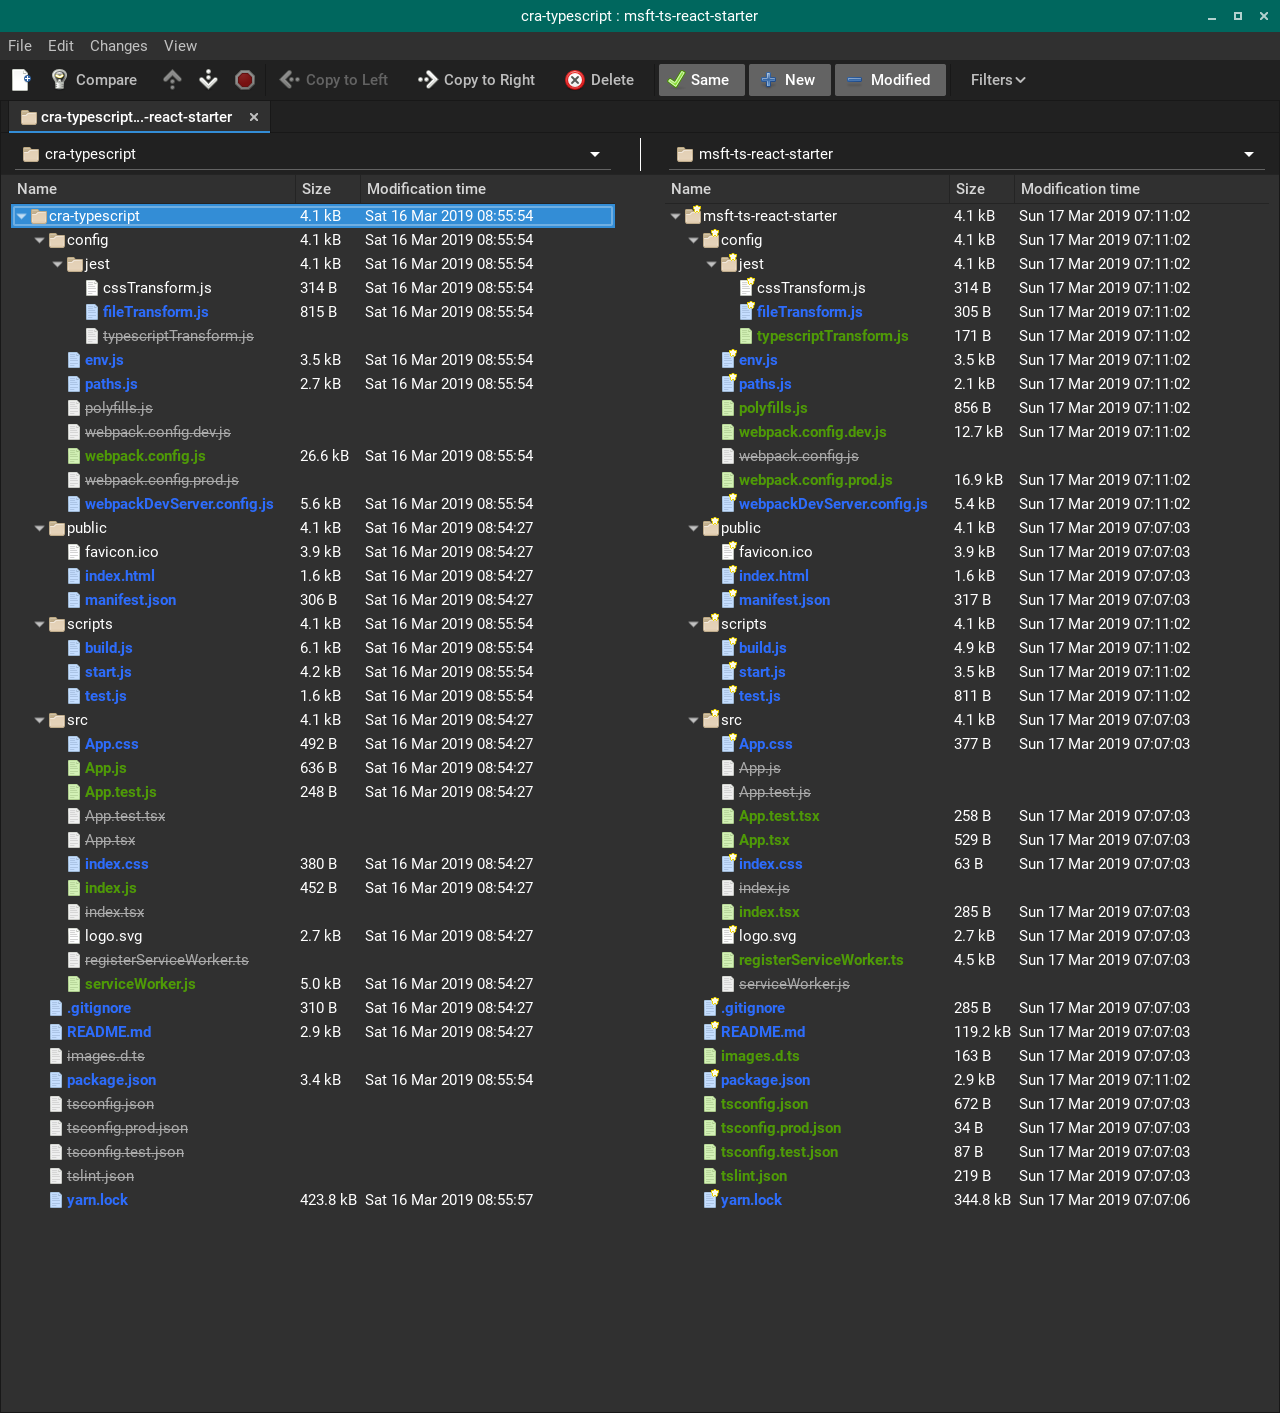 cra-typescript : msft-ts-react-starter
File Edit Changes View
Compare Copy to Left Copy to Right Delete Same New Modified Filters
cra-typescript...-react-starter
cra-typescript msft-ts-react-starter
Name Size Modification time Name Size Modification time
cra-typescript 4.1 kB Sat 16 Mar 2019 08:55:54 msft-ts-react-starter 4.1 kB Sun 17 Mar 2019 07:11:02
config 4.1 kB Sat 16 Mar 2019 08:55:54 config 4.1 kB Sun 17 Mar 2019 07:11:02
jest 4.1 kB Sat 16 Mar 2019 08:55:54 jest 4.1 kB Sun 17 Mar 2019 07:11:02
cssTransform.js 314 B Sat 16 Mar 2019 08:55:54 cssTransform.js 314 B Sun 17 Mar 2019 07:11:02
fileTransform.js 815 B Sat 16 Mar 2019 08:55:54 fileTransform.js 305 B Sun 17 Mar 2019 07:11:02
typescriptTransform.js typescriptTransform.js 171 B Sun 17 Mar 2019 07:11:02
env.js 3.5 kB Sat 16 Mar 2019 08:55:54 env.js 3.5 kB Sun 17 Mar 2019 07:11:02
paths.js 2.7 kB Sat 16 Mar 2019 08:55:54 paths.js 2.1 kB Sun 17 Mar 2019 07:11:02
polyfills.js polyfills.js 856 B Sun 17 Mar 2019 07:11:02
webpack.config.dev.js webpack.config.dev.js 12.7 kB Sun 17 Mar 2019 07:11:02
webpack.config.js 26.6 kB Sat 16 Mar 2019 08:55:54 webpack.config.js
webpack.config.prod.js webpack.config.prod.js 16.9 kB Sun 17 Mar 2019 07:11:02
webpackDevServer.config.js 5.6 kB Sat 16 Mar 2019 08:55:54 webpackDevServer.config.js 5.4 kB Sun 17 Mar 2019 07:11:02
public 4.1 kB Sat 16 Mar 2019 08:54:27 public 4.1 kB Sun 17 Mar 2019 07:07:03
favicon.ico 3.9 kB Sat 16 Mar 2019 08:54:27 favicon.ico 3.9 kB Sun 17 Mar 2019 07:07:03
index.html 1.6 kB Sat 16 Mar 2019 08:54:27 index.html 1.6 kB Sun 17 Mar 2019 07:07:03
manifest.json 306 B Sat 16 Mar 2019 08:54:27 manifest.json 317 B Sun 17 Mar 2019 07:07:03
scripts 4.1 kB Sat 16 Mar 2019 08:55:54 scripts 4.1 kB Sun 17 Mar 2019 07:11:02
build.js 6.1 kB Sat 16 Mar 2019 08:55:54 build.js 4.9 kB Sun 17 Mar 2019 07:11:02
start.js 4.2 kB Sat 16 Mar 2019 08:55:54 start.js 3.5 kB Sun 17 Mar 2019 07:11:02
test.js 1.6 kB Sat 16 Mar 2019 08:55:54 test.js 811 B Sun 17 Mar 2019 07:11:02
src 4.1 kB Sat 16 Mar 2019 08:54:27 src 4.1 kB Sun 17 Mar 2019 07:07:03
App.css 492 B Sat 16 Mar 2019 08:54:27 App.css 377 B Sun 17 Mar 2019 07:07:03
App.js 636 B Sat 16 Mar 2019 08:54:27 App.js
App.test.js 248 B Sat 16 Mar 2019 08:54:27 App.test.js
App.test.tsx App.test.tsx 258 B Sun 17 Mar 2019 07:07:03
App.tsx App.tsx 529 B Sun 17 Mar 2019 07:07:03
index.css 380 B Sat 16 Mar 2019 08:54:27 index.css 63 B Sun 17 Mar 2019 07:07:03
index.js 452 B Sat 16 Mar 2019 08:54:27 index.js
index.tsx index.tsx 285 B Sun 17 Mar 2019 07:07:03
logo.svg 2.7 kB Sat 16 Mar 2019 08:54:27 logo.svg 2.7 kB Sun 17 Mar 2019 07:07:03
registerServiceWorker.ts registerServiceWorker.ts 4.5 kB Sun 17 Mar 2019 07:07:03
serviceWorker.js 5.0 kB Sat 16 Mar 2019 08:54:27 serviceWorker.js
.gitignore 310 B Sat 16 Mar 2019 08:54:27 .gitignore 285 B Sun 17 Mar 2019 07:07:03
README.md 2.9 kB Sat 16 Mar 2019 08:54:27 README.md 119.2 kB Sun 17 Mar 2019 07:07:03
images.d.ts images.d.ts 163 B Sun 17 Mar 2019 07:07:03
package.json 3.4 kB Sat 16 Mar 2019 08:55:54 package.json 2.9 kB Sun 17 Mar 2019 07:11:02
tsconfig.json tsconfig.json 672 B Sun 17 Mar 2019 07:07:03
tsconfig.prod.json tsconfig.prod.json 34 B Sun 17 Mar 2019 07:07:03
tsconfig.test.json tsconfig.test.json 87 B Sun 17 Mar 2019 07:07:03
tslint.json tslint.json 219 B Sun 17 Mar 2019 07:07:03
yarn.lock 423.8 kB Sat 16 Mar 2019 08:55:57 yarn.lock 344.8 kB Sun 17 Mar 2019 07:07:06